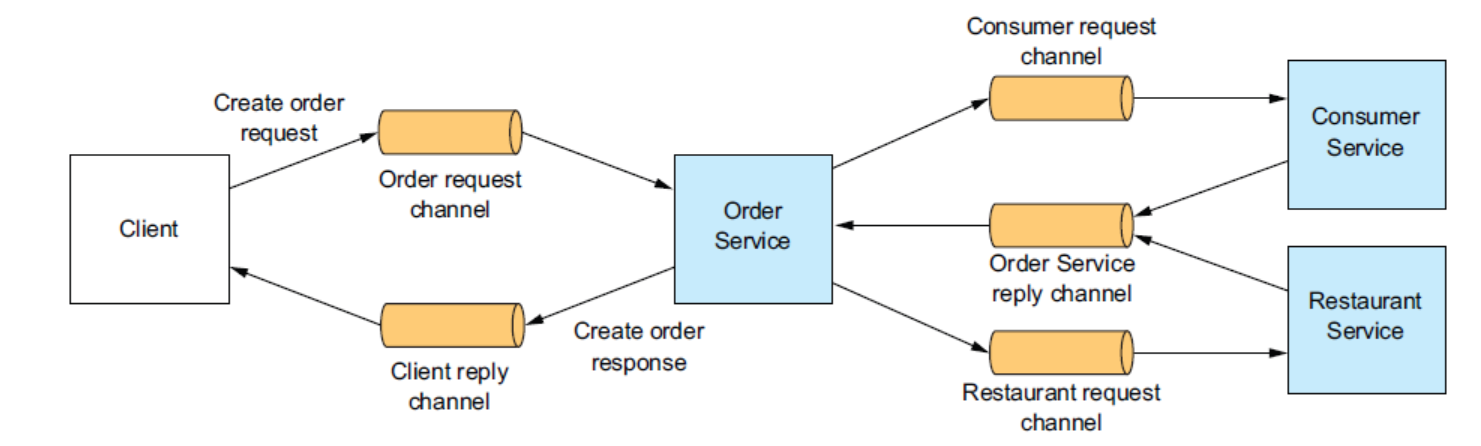 Consumer request
channel
Create order
request
Consumer
Service
Order request
channel
Client
Order
Service
Order Service
reply channel
Restaurant
Service
Create order
response
Client reply
channel
Restaurant request
channel